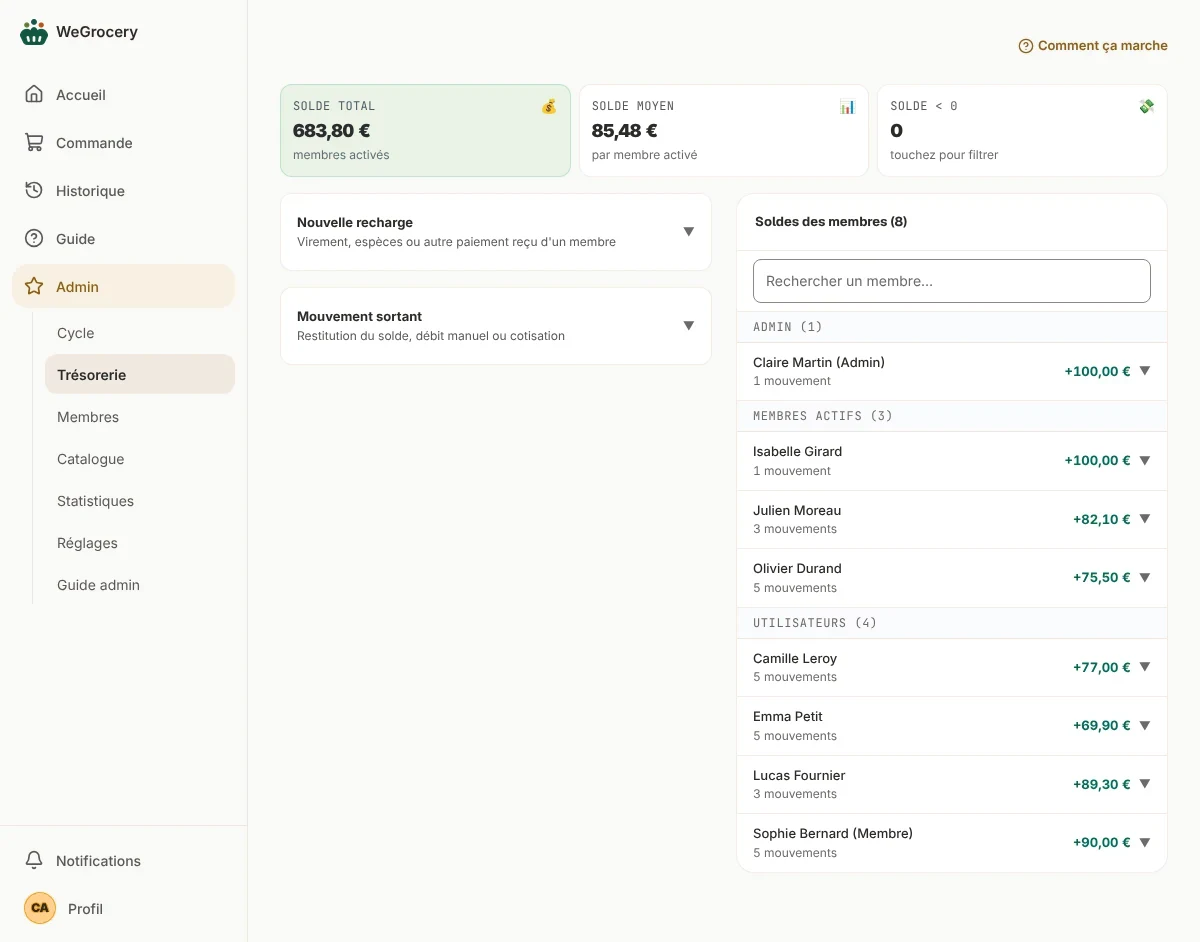 WeGrocery
Accueil
Commande
Historique
Guide
Admin
Cycle
Trésorerie
Membres
Catalogue
Statistiques
Réglages
Guide admin
Notifications
CA
Profil
Comment ça marche
SOLDE TOTAL
683,80 €
membres activés
SOLDE MOYEN
85,48 €
par membre activé
SOLDE < 0
0
touchez pour filtrer
Nouvelle recharge
Virement, espèces ou autre paiement reçu d'un membre
Mouvement sortant
Restitution du solde, débit manuel ou cotisation
Soldes des membres (8)
Rechercher un membre...
ADMIN (1)
Claire Martin (Admin)
1 mouvement
+100,00 €
MEMBRES ACTIFS (3)
Isabelle Girard
1 mouvement
+100,00 €
Julien Moreau
3 mouvements
+82,10 €
Olivier Durand
5 mouvements
+75,50 €
UTILISATEURS (4)
Camille Leroy
5 mouvements
+77,00 €
Emma Petit
5 mouvements
+69,90 €
Lucas Fournier
3 mouvements
+89,30 €
Sophie Bernard (Membre)
5 mouvements
+90,00 €